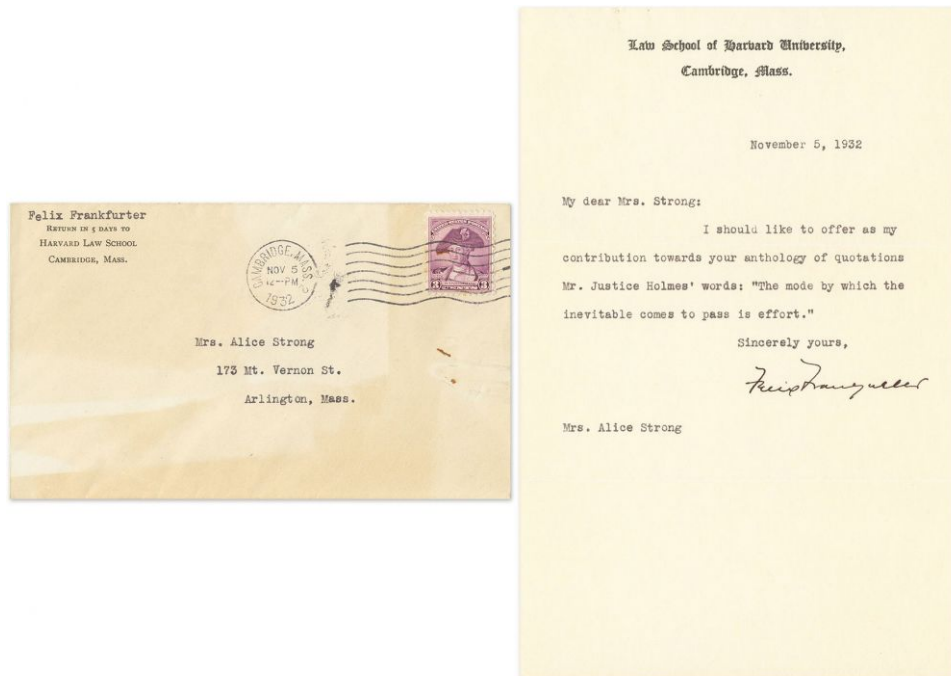 Felix Frankfurter
RETURN IN 5 DAYS TO
HARVARD LAW SCHOOL
CAMBRIDGE, MASS.
CAMBRIDGE, MASS.
NOV 5
12-PM
1932
3 3
Mrs. Alice Strong
173 Mt. Vernon St.
Arlington, Mass.
Law School of Harvard University,
Cambridge, Mass.
November 5, 1932
My dear Mrs. Strong:
I should like to offer as my
contribution towards your anthology of quotations
Mr. Justice Holmes' words: "The mode by which the
inevitable comes to pass is effort."
Sincerely yours,
Felix Frankfurter
Mrs. Alice Strong